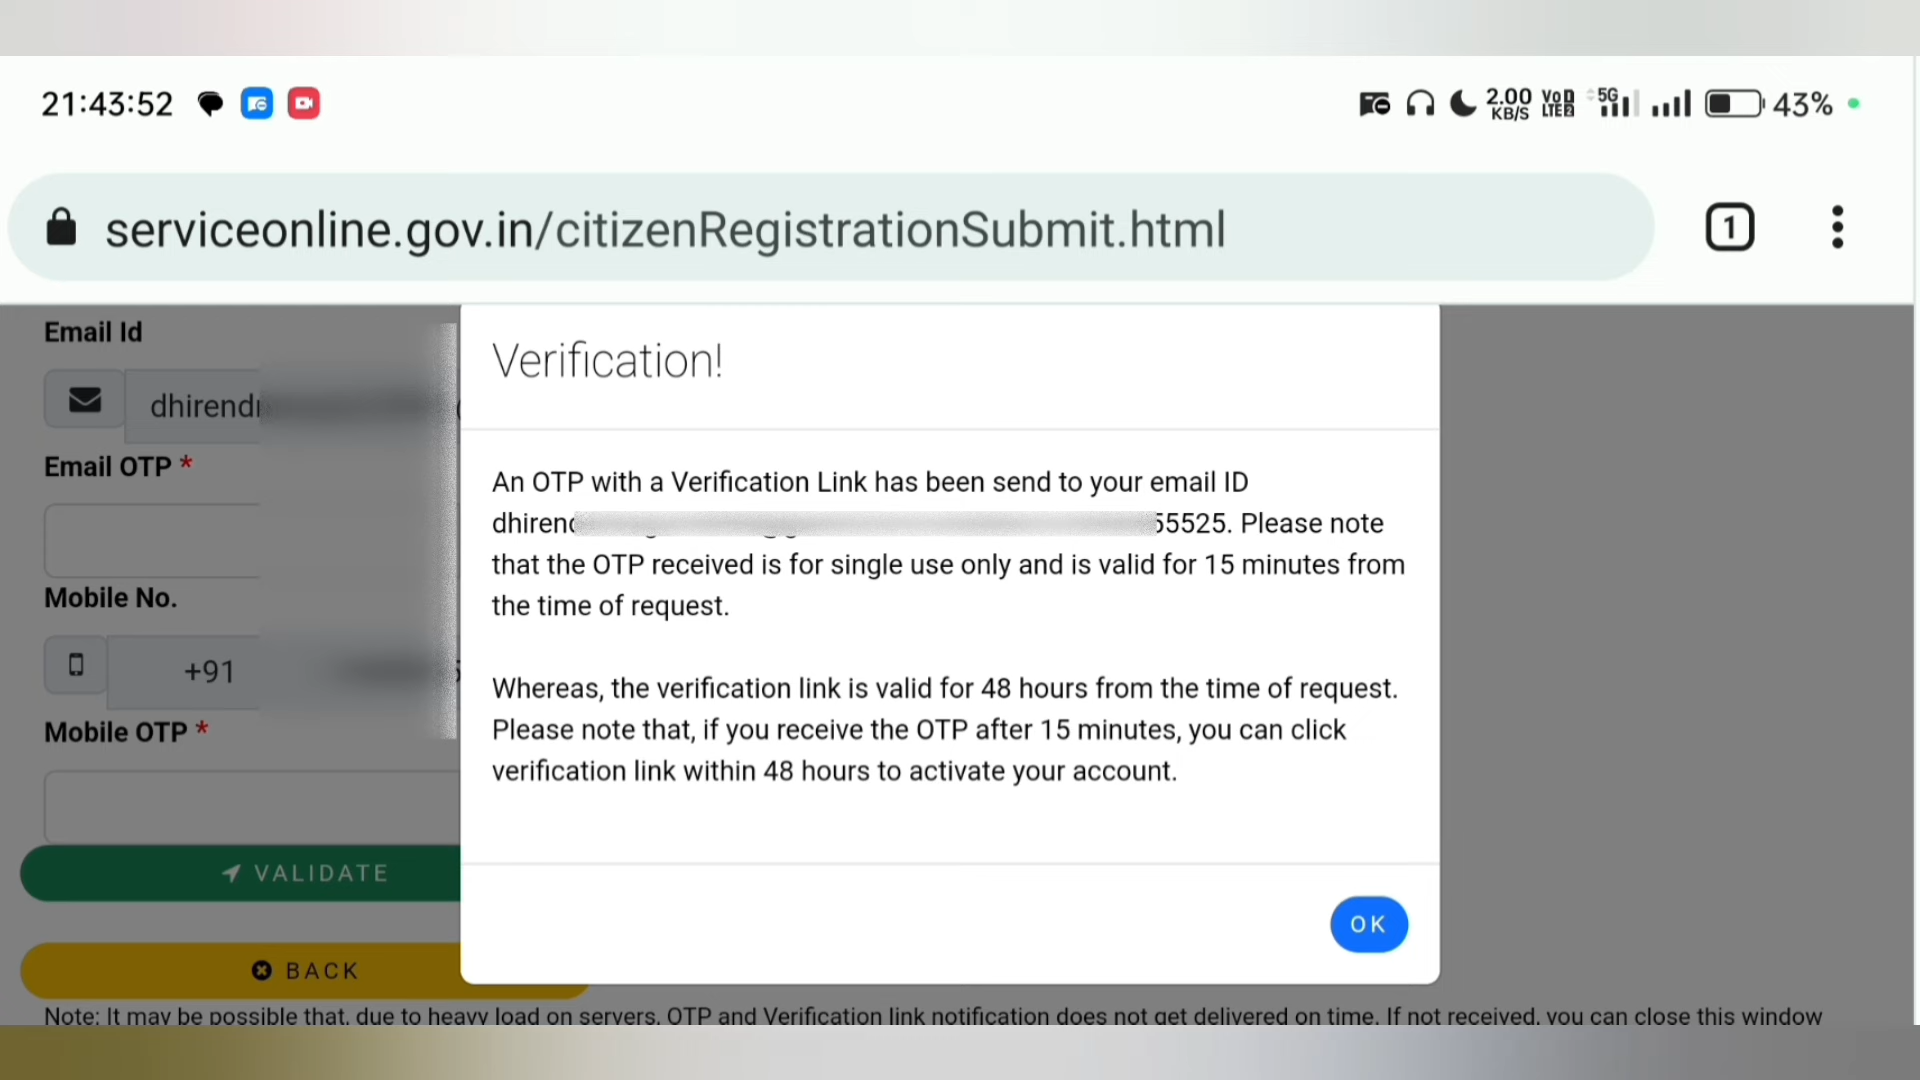 21:43:52
2.00 KB/S VoD LTE2 5G 43%
serviceonline.gov.in/citizenRegistrationSubmit.html
1
Email Id
dhirend
Email OTP *
Mobile No.
+91
Mobile OTP *
VALIDATE
BACK
Verification!
An OTP with a Verification Link has been send to your email ID
dhiren 55525. Please note
that the OTP received is for single use only and is valid for 15 minutes from
the time of request.
Whereas, the verification link is valid for 48 hours from the time of request.
Please note that, if you receive the OTP after 15 minutes, you can click
verification link within 48 hours to activate your account.
OK
Note: It may be possible that, due to heavy load on servers, OTP and Verification link notification does not get delivered on time. If not received, you can close this window